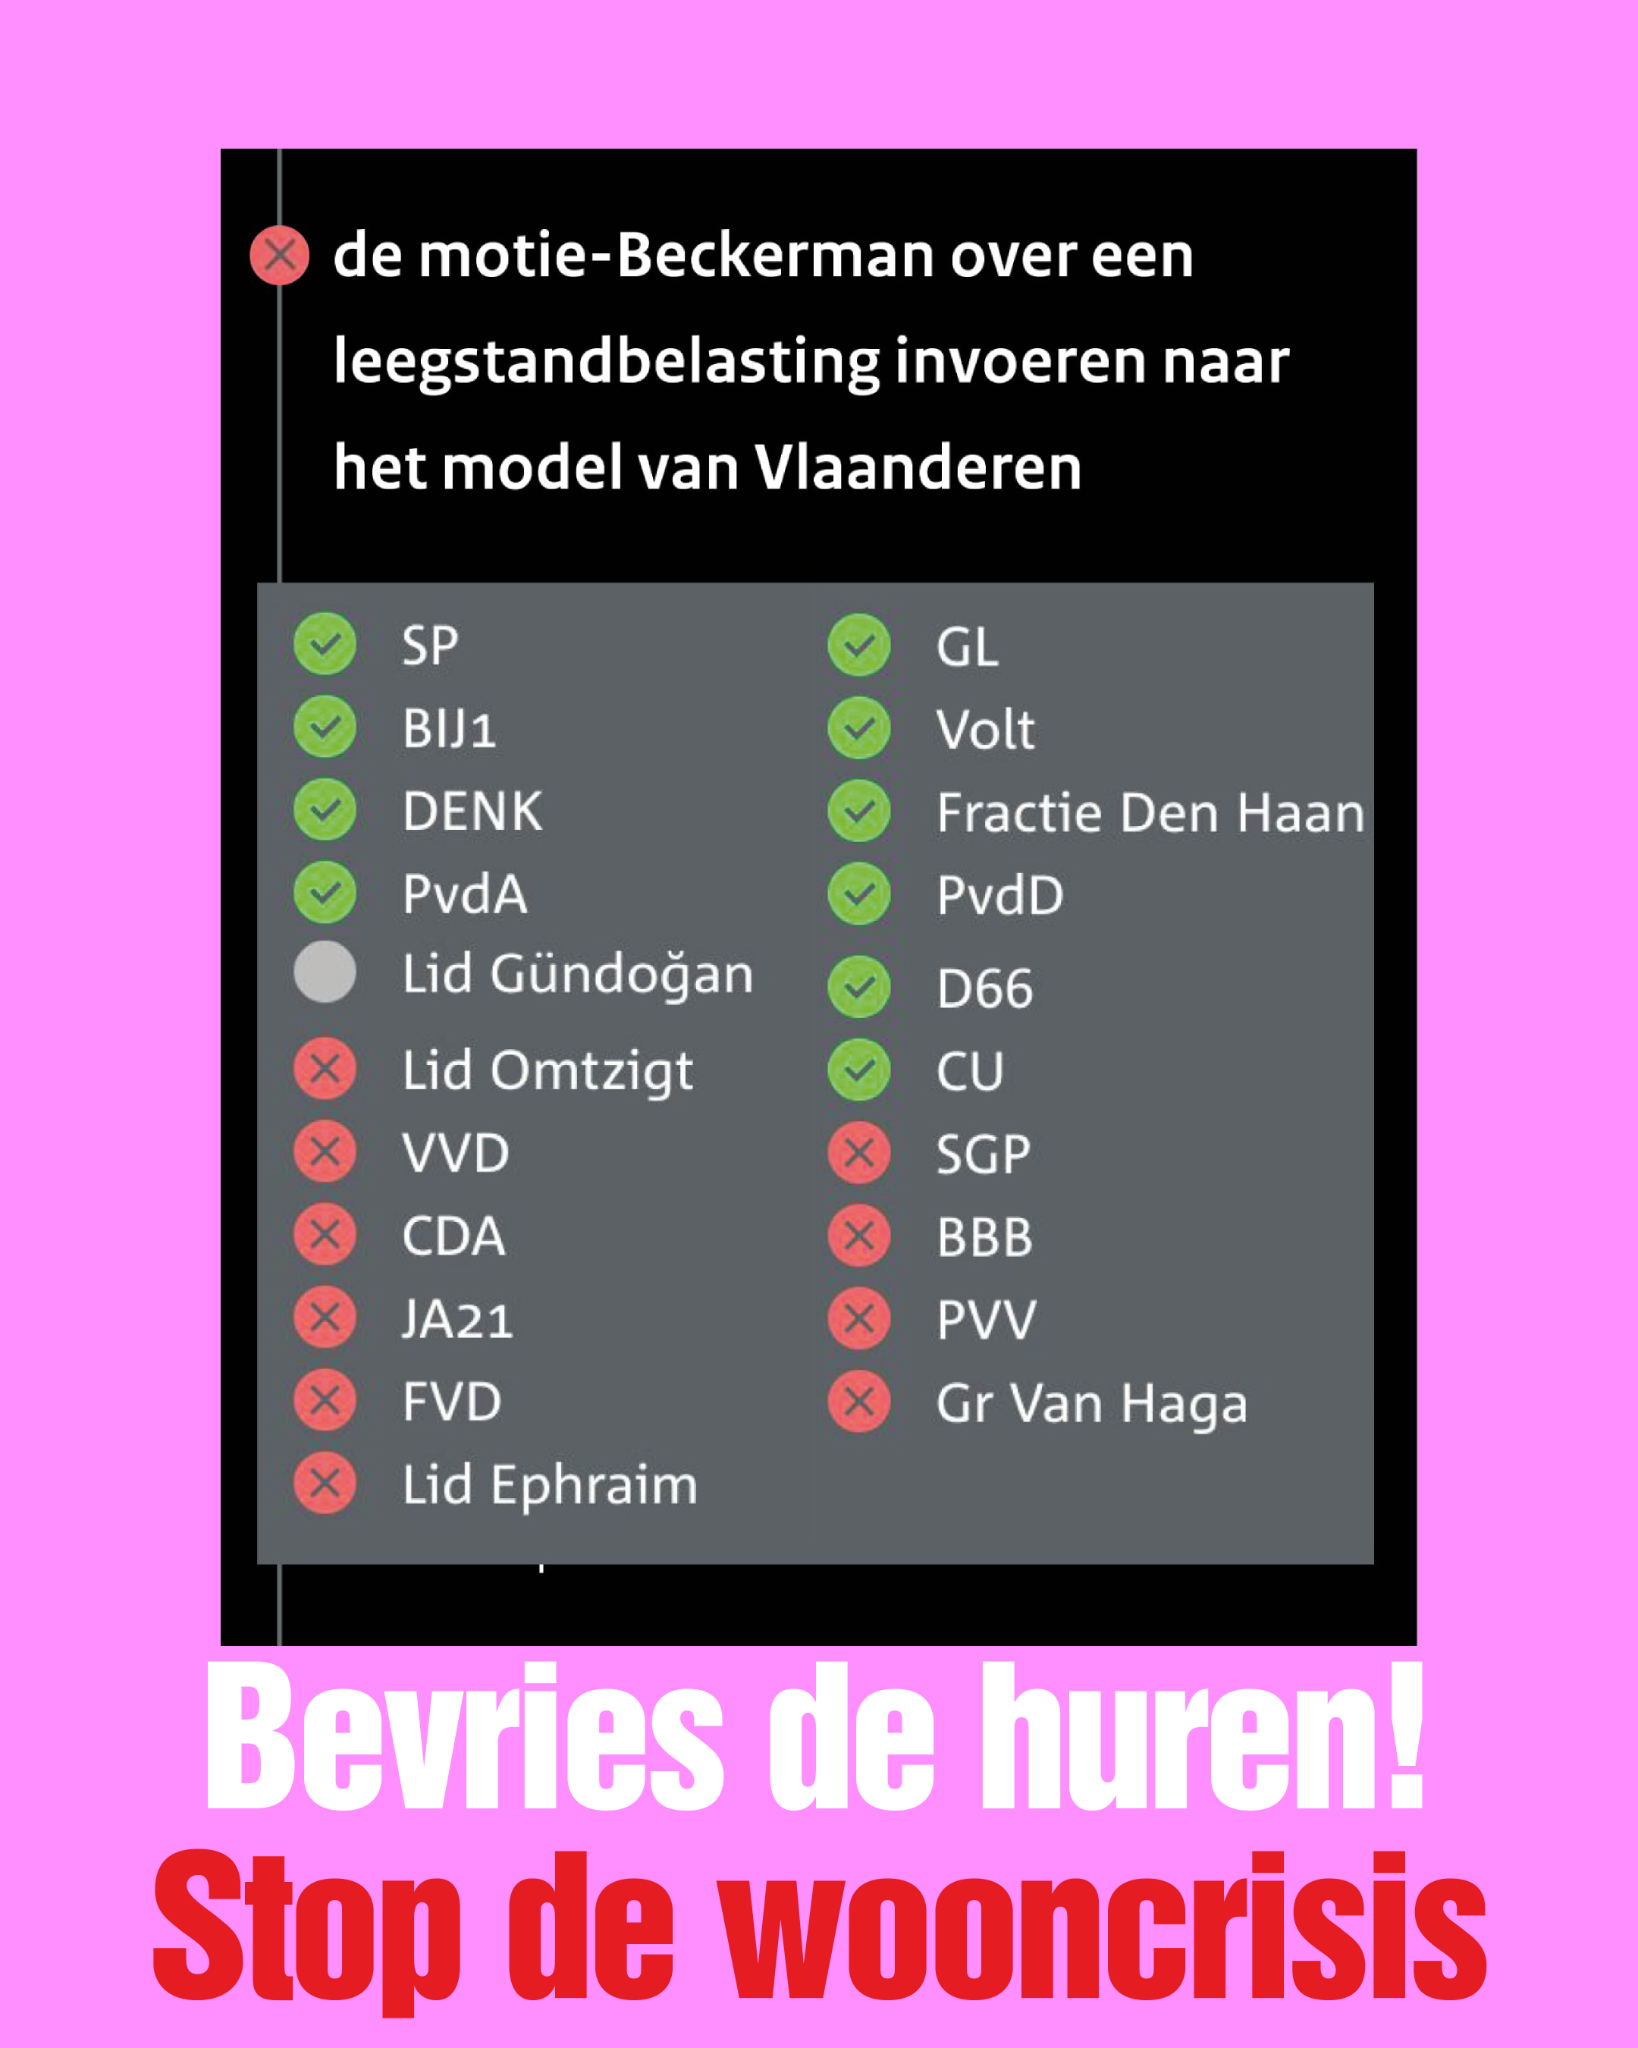 de motie-Beckerman over een
leegstandbelasting invoeren naar
het model van Vlaanderen
SP
BIJ1
DENK
PvdA
Lid Gündoğan
Lid Omtzigt
VVD
CDA
JA21
FVD
Lid Ephraim
GL
Volt
Fractie Den Haan
PvdD
D66
CU
SGP
BBB
PVV
Gr Van Haga
Bevries de huren!
Stop de wooncrisis